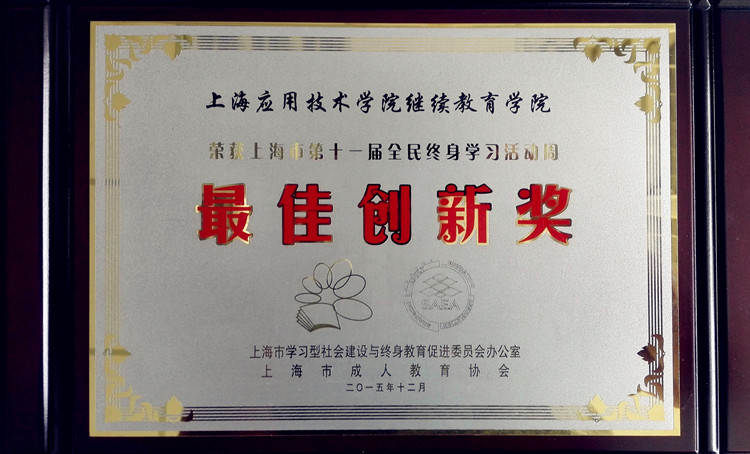 上海应用技术学院继续教育学院
荣获上海市第十一届全民终身学习活动周
最佳创新奖
SAEA
上海市学习型社会建设与终身教育促进委员会办公室
上海市成人教育协会
二〇一五年十二月